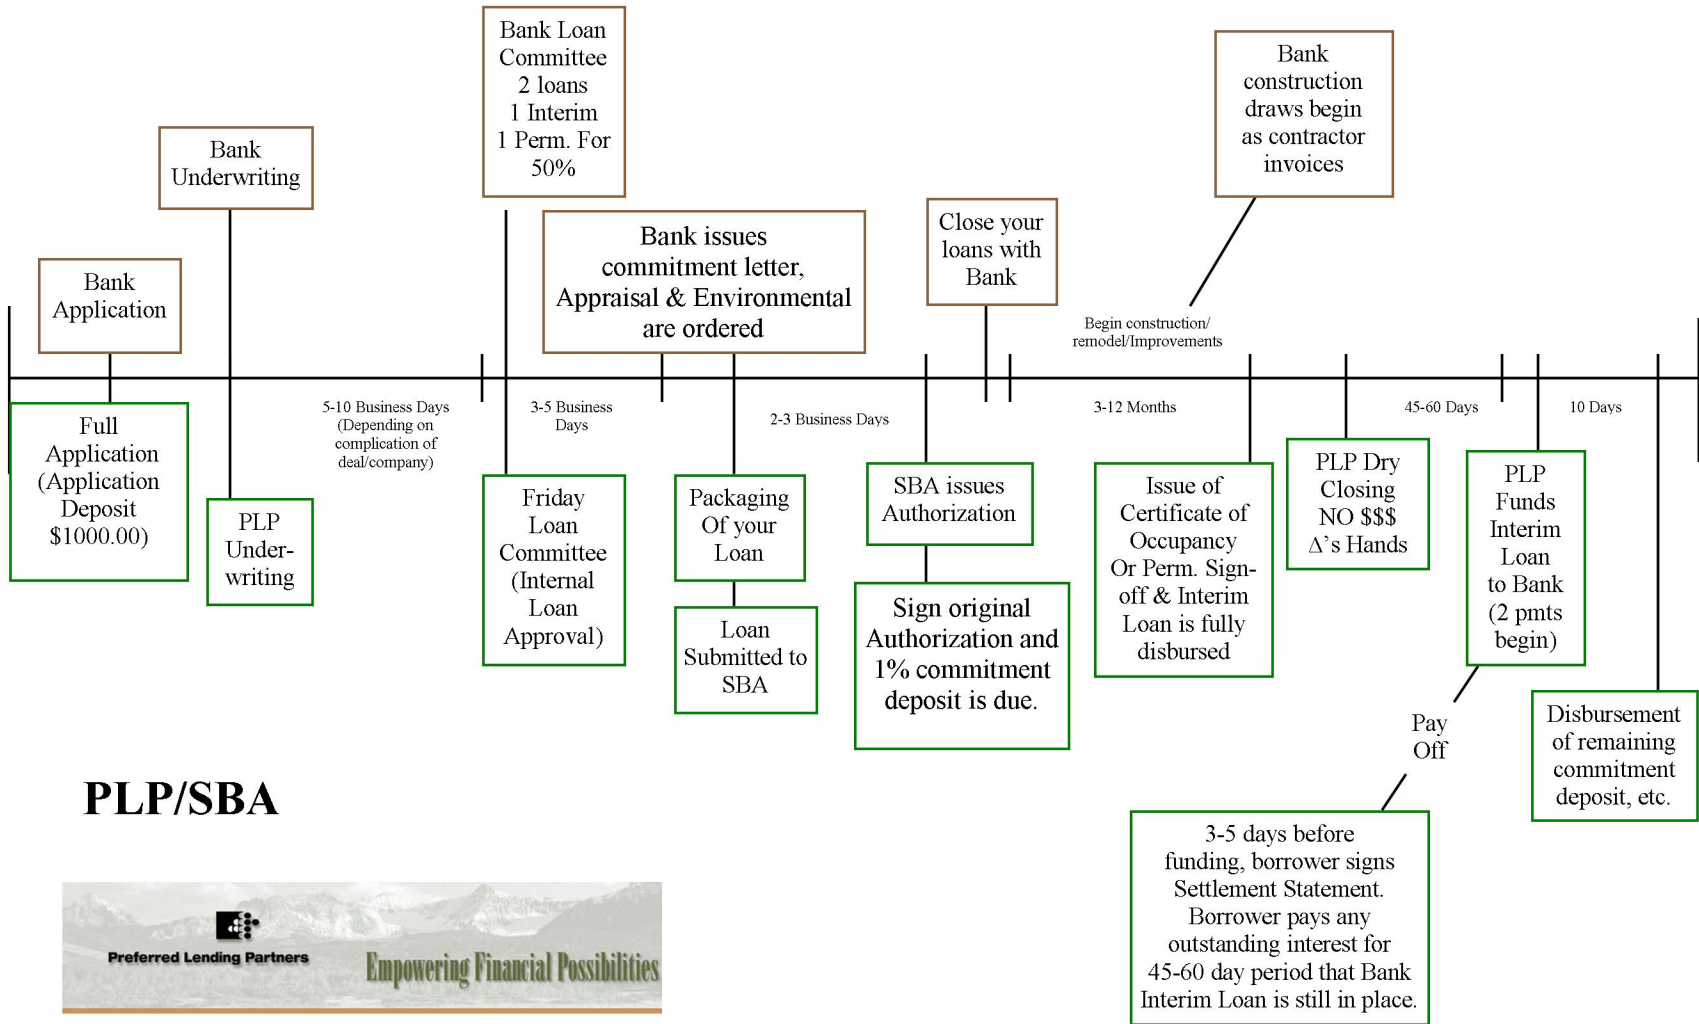 Bank Loan
Committee
2 loans
1 Interim
1 Perm. For
50%
Bank
construction
draws begin
as contractor
invoices
Bank
Underwriting
Close your
loans with
Bank
Bank issues
commitment letter,
Appraisal & Environmental
are ordered
Bank
Application
Begin construction/
remodel/Improvements
5-10 Business Days
(Depending on
complication of
deal/company)
3-5 Business
Days
2-3 Business Days
3-12 Months
45-60 Days
10 Days
Full
Application
(Application
Deposit
$1000.00)
PLP
Under-
writing
Friday
Loan
Committee
(Internal
Loan
Approval)
Packaging
Of your
Loan
Loan
Submitted to
SBA
SBA issues
Authorization
Sign original
Authorization and
1% commitment
deposit is due.
Issue of
Certificate of
Occupancy
Or Perm. Sign-
off & Interim
Loan is fully
disbursed
PLP Dry
Closing
NO $$$
Δ’s Hands
PLP
Funds
Interim
Loan
to Bank
(2 pmts
begin)
Pay
Off
Disbursement
of remaining
commitment
deposit, etc.
3-5 days before
funding, borrower signs
Settlement Statement.
Borrower pays any
outstanding interest for
45-60 day period that Bank
Interim Loan is still in place.
PLP/SBA
Preferred Lending Partners
Empowering Financial Possibilities